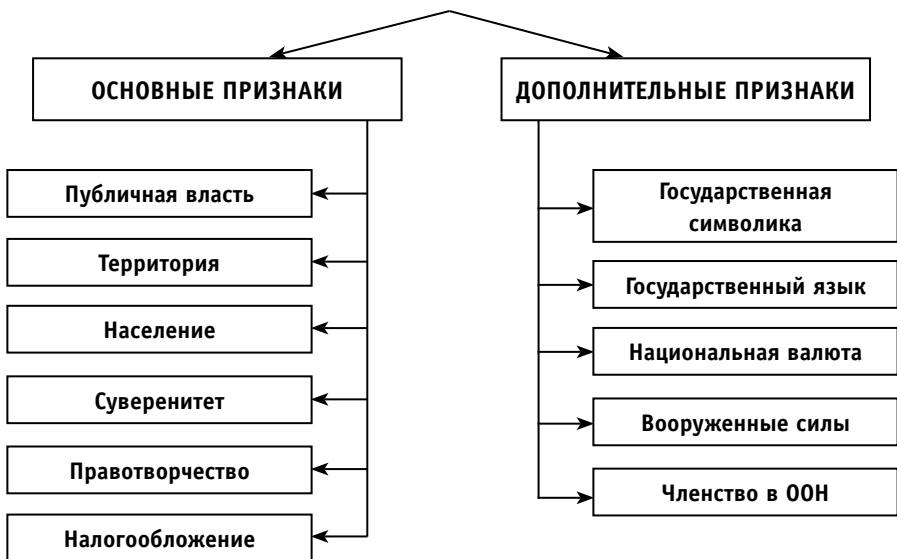 ОСНОВНЫЕ ПРИЗНАКИ
Публичная власть
Территория
Население
Суверенитет
Правотворчество
Налогообложение
ДОПОЛНИТЕЛЬНЫЕ ПРИЗНАКИ
Государственная
символика
Государственный язык
Национальная валюта
Вооруженные силы
Членство в ООН